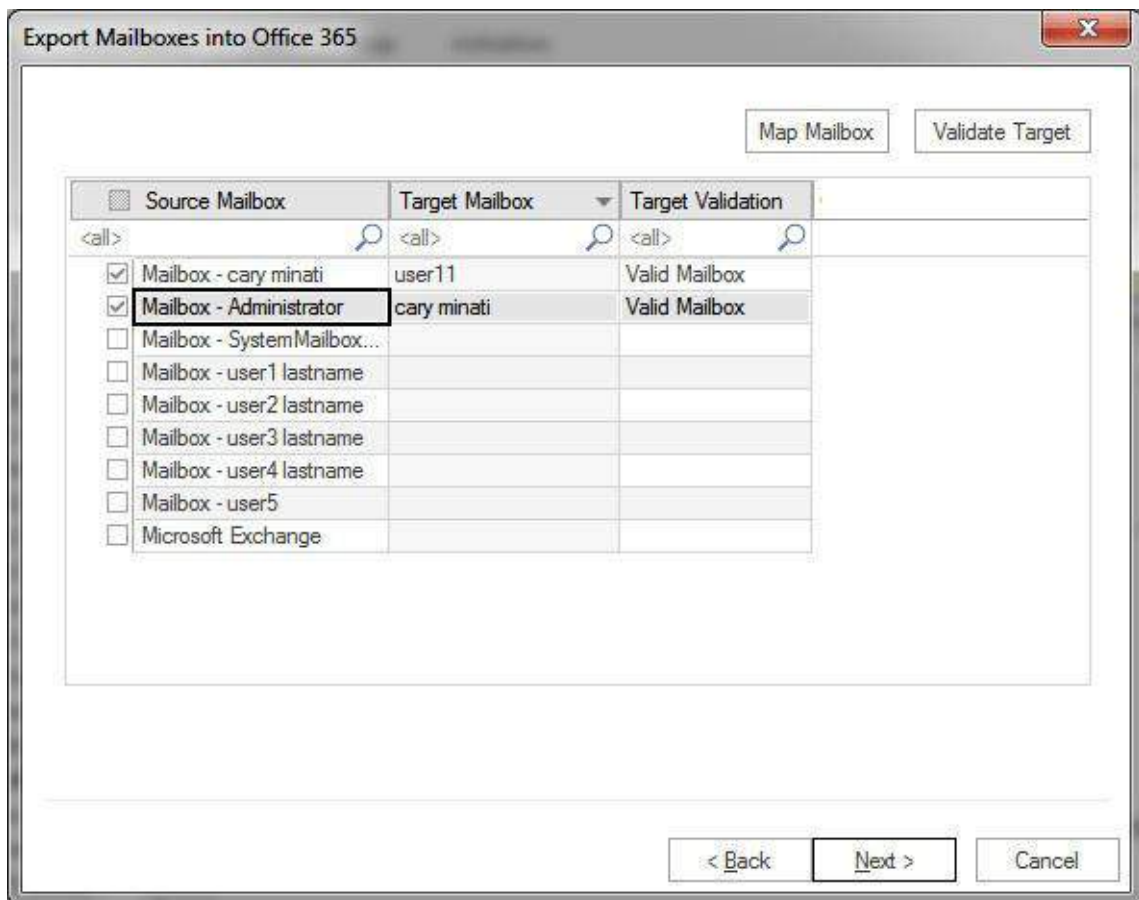 Export Mailboxes into Office 365
Map Mailbox Validate Target
Source Mailbox Target Mailbox Target Validation
<all> <all> <all>
Mailbox - cary minati user11 Valid Mailbox
Mailbox - Administrator cary minati Valid Mailbox
Mailbox - SystemMailbox...
Mailbox - user1 lastname
Mailbox - user2 lastname
Mailbox - user3 lastname
Mailbox - user4 lastname
Mailbox - user5
Microsoft Exchange
< Back Next > Cancel